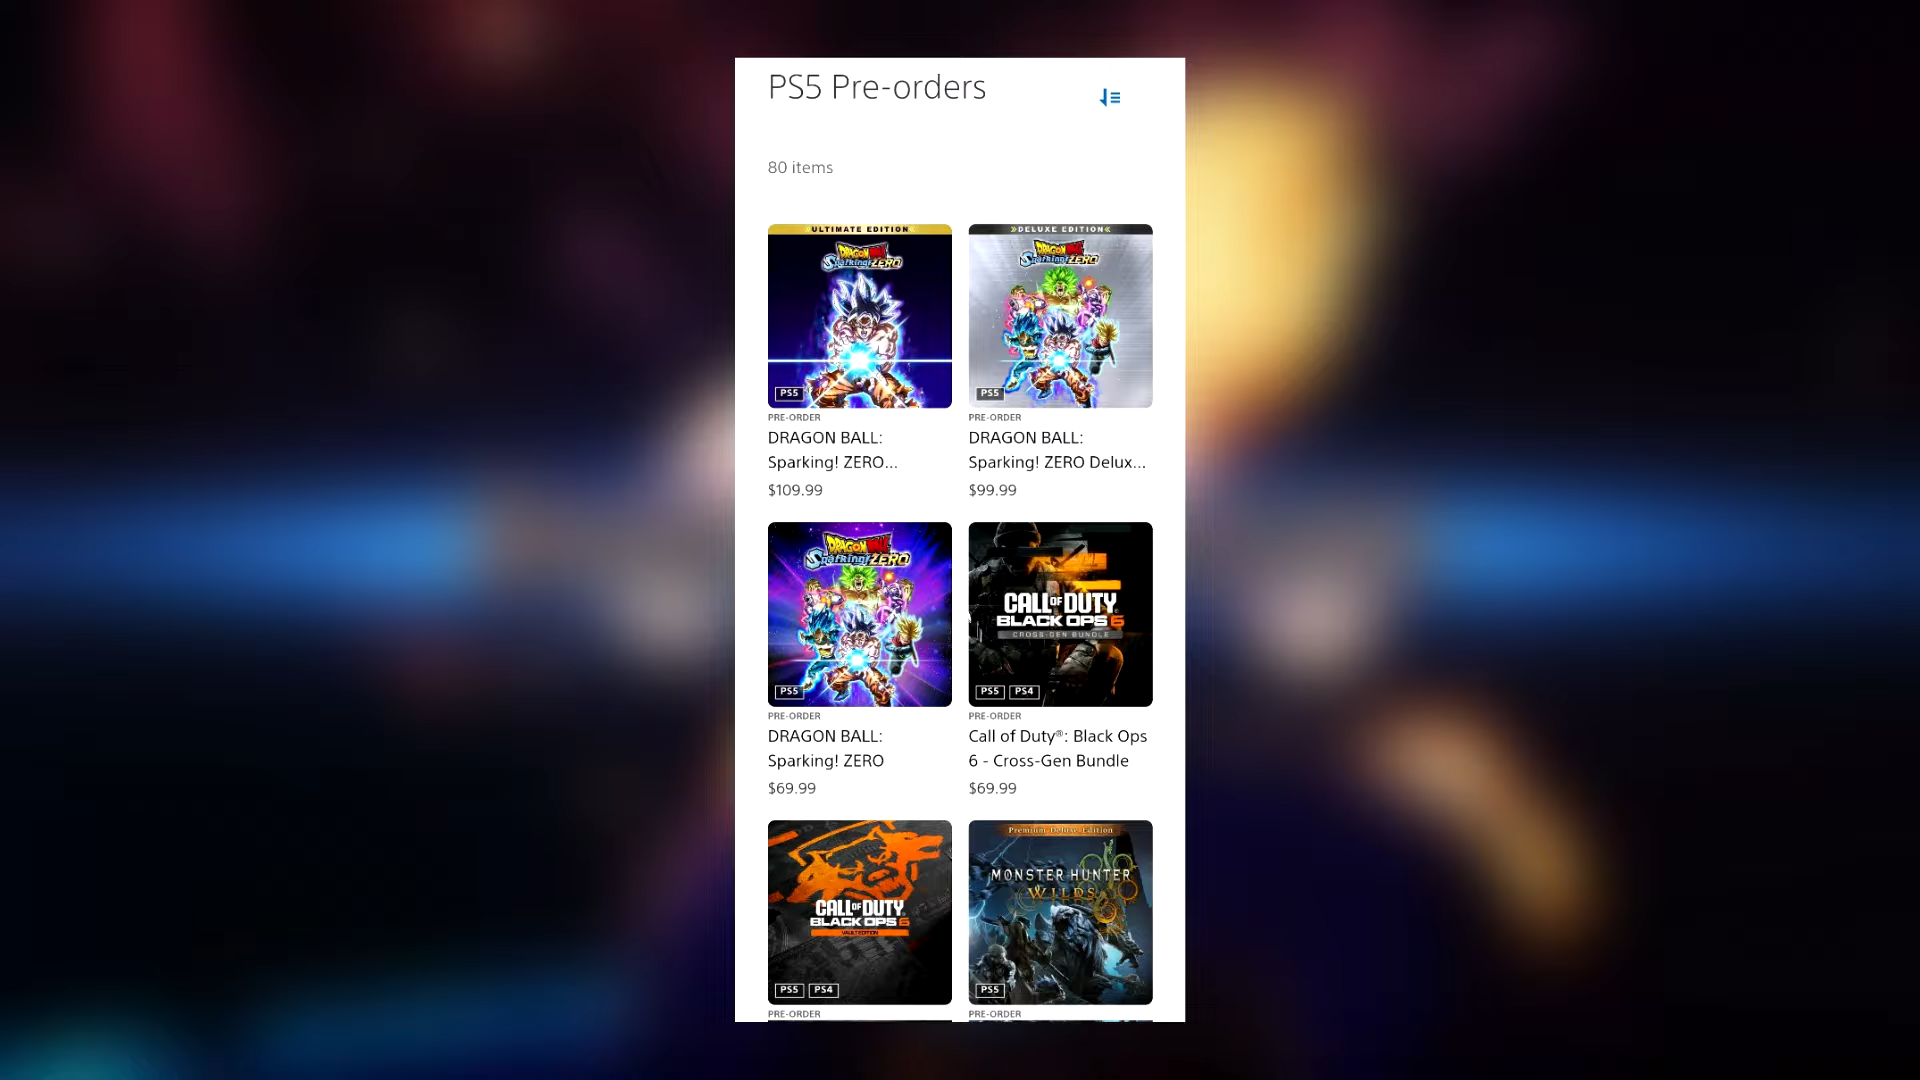 PS5 Pre-orders
80 items
ULTIMATE EDITION
DRAGON BALL
Sparking! ZERO
PS5
PRE-ORDER
DRAGON BALL:
Sparking! ZERO...
$109.99
DELUXE EDITION
DRAGON BALL
Sparking! ZERO
PS5
PRE-ORDER
DRAGON BALL:
Sparking! ZERO Delux...
$99.99
DRAGON BALL
Sparking! ZERO
PS5
PRE-ORDER
DRAGON BALL:
Sparking! ZERO
$69.99
CALL OF DUTY
BLACK OPS 6
CROSS-GEN BUNDLE
PS5 PS4
PRE-ORDER
Call of Duty®: Black Ops
6 - Cross-Gen Bundle
$69.99
CALL OF DUTY
BLACK OPS 6
VAULT EDITION
PS5 PS4
PRE-ORDER
Premium Deluxe Edition
MONSTER HUNTER
WILDS
PS5
PRE-ORDER